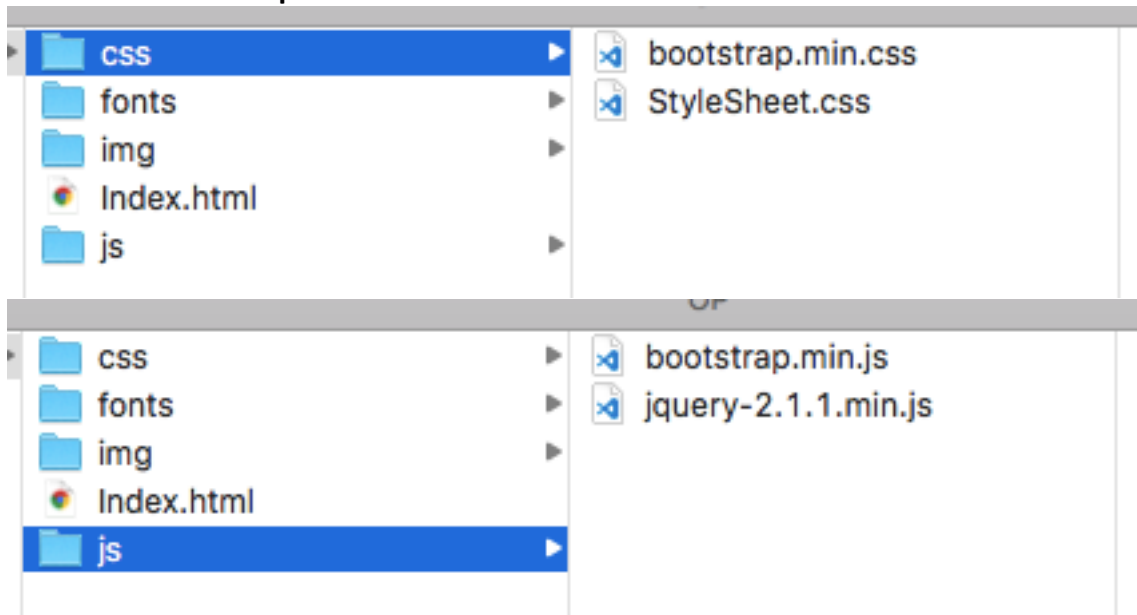 css
bootstrap.min.css
fonts
StyleSheet.css
img
Index.html
js
css
bootstrap.min.js
fonts
jquery-2.1.1.min.js
img
Index.html
js